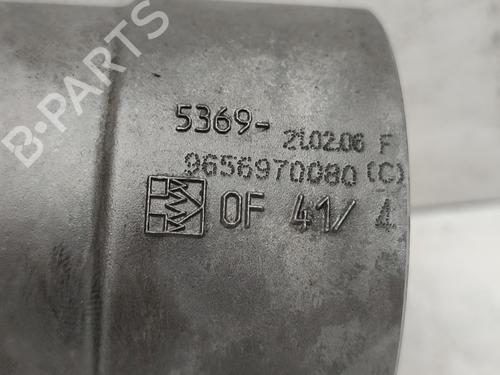 5369-
21.02.06 F
9656970080 (C)
OF 41/ 4
B-PARTS